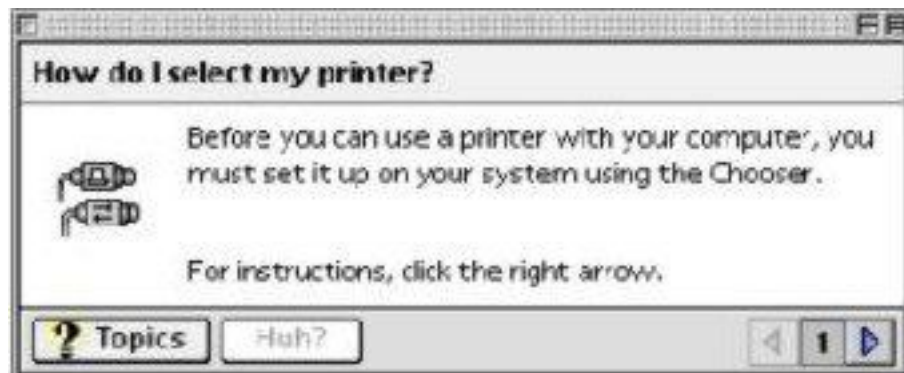 How do I select my printer?
Before you can use a printer with your computer, you
must set it up on your system using the Chooser.
For instructions, click the right arrow.
? Topics
Huh?
1